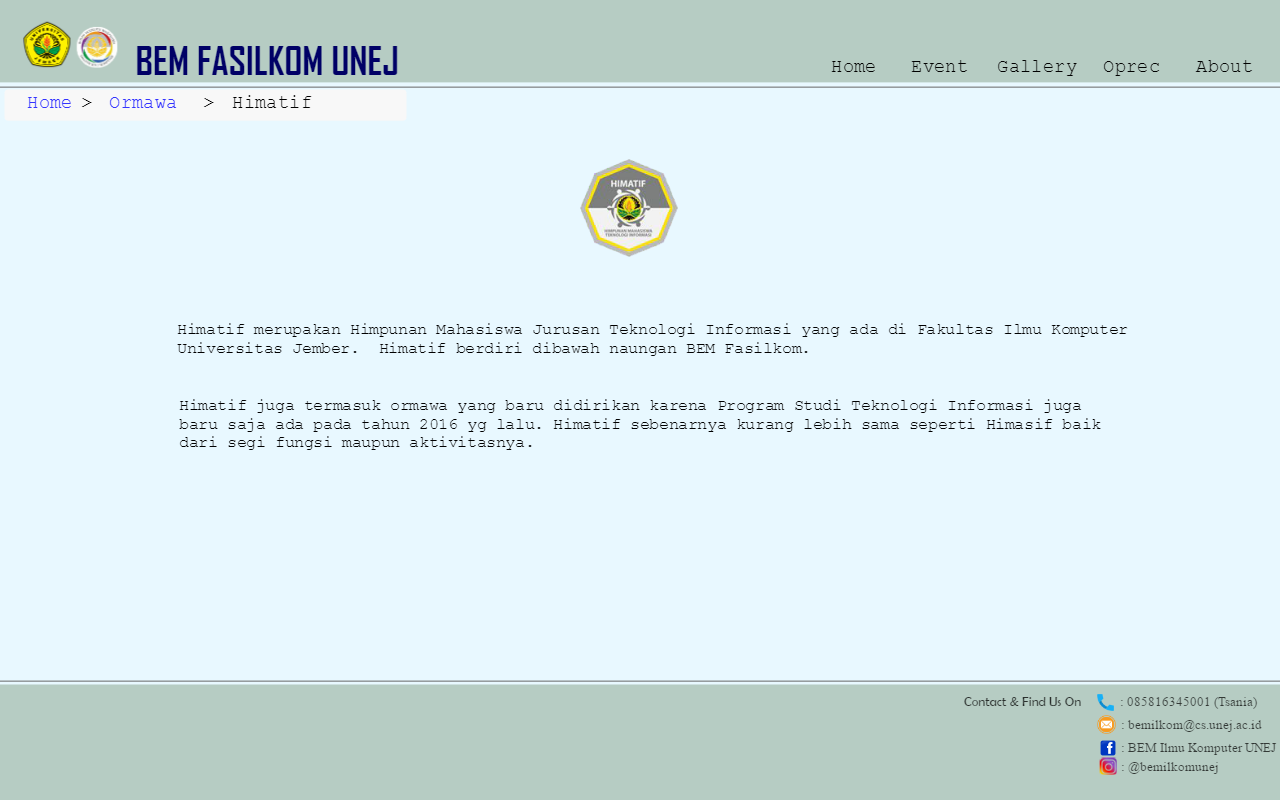 BEM FASILKOM UNEJ
Home Event Gallery Oprec About
Home > Ormawa > Himatif
HIMATIF
HIMPUNAN MAHASISWA
TEKNOLOGI INFORMASI
Himatif merupakan Himpunan Mahasiswa Jurusan Teknologi Informasi yang ada di Fakultas Ilmu Komputer
Universitas Jember. Himatif berdiri dibawah naungan BEM Fasilkom.
Himatif juga termasuk ormawa yang baru didirikan karena Program Studi Teknologi Informasi juga
baru saja ada pada tahun 2016 yg lalu. Himatif sebenarnya kurang lebih sama seperti Himasif baik
dari segi fungsi maupun aktivitasnya.
Contact & Find Us On : 085816345001 (Tsania)
: bemilkom@cs.unej.ac.id
: BEM Ilmu Komputer UNEJ
: @bemilkomunej